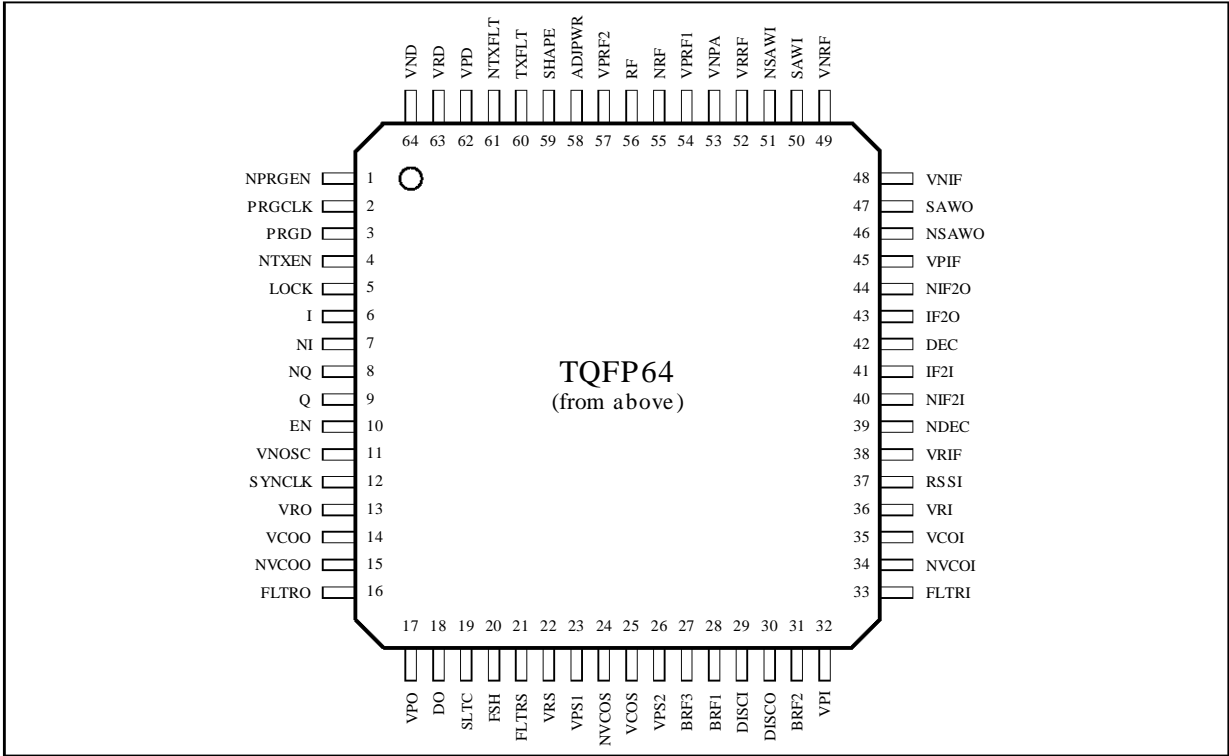 VND
VRD
VPD
NTXFLT
TXFLT
SHAPE
ADJPWR
VPRF2
RF
NRF
VPRF1
VNPA
VRRF
NSAWI
SAWI
VNRF
64 63 62 61 60 59 58 57 56 55 54 53 52 51 50 49
NPRGEN 1
PRGCLK 2
PRGD 3
NTXEN 4
LOCK 5
I 6
NI 7
NQ 8
Q 9
EN 10
VNOSC 11
SYNCLK 12
VRO 13
VCOO 14
NVCOO 15
FLTRO 16
TQFP64
(from above)
48 VNIF
47 SAWO
46 NSAWO
45 VPIF
44 NIF2O
43 IF2O
42 DEC
41 IF2I
40 NIF2I
39 NDEC
38 VRIF
37 RSSI
36 VRI
35 VCOI
34 NVCOI
33 FLTRI
17 18 19 20 21 22 23 24 25 26 27 28 29 30 31 32
VPO
DO
SLTC
FSH
FLTRS
VRS
VPS1
NVCOS
VCOS
VPS2
BRF3
BRF1
DISCI
DISCO
BRF2
VPI